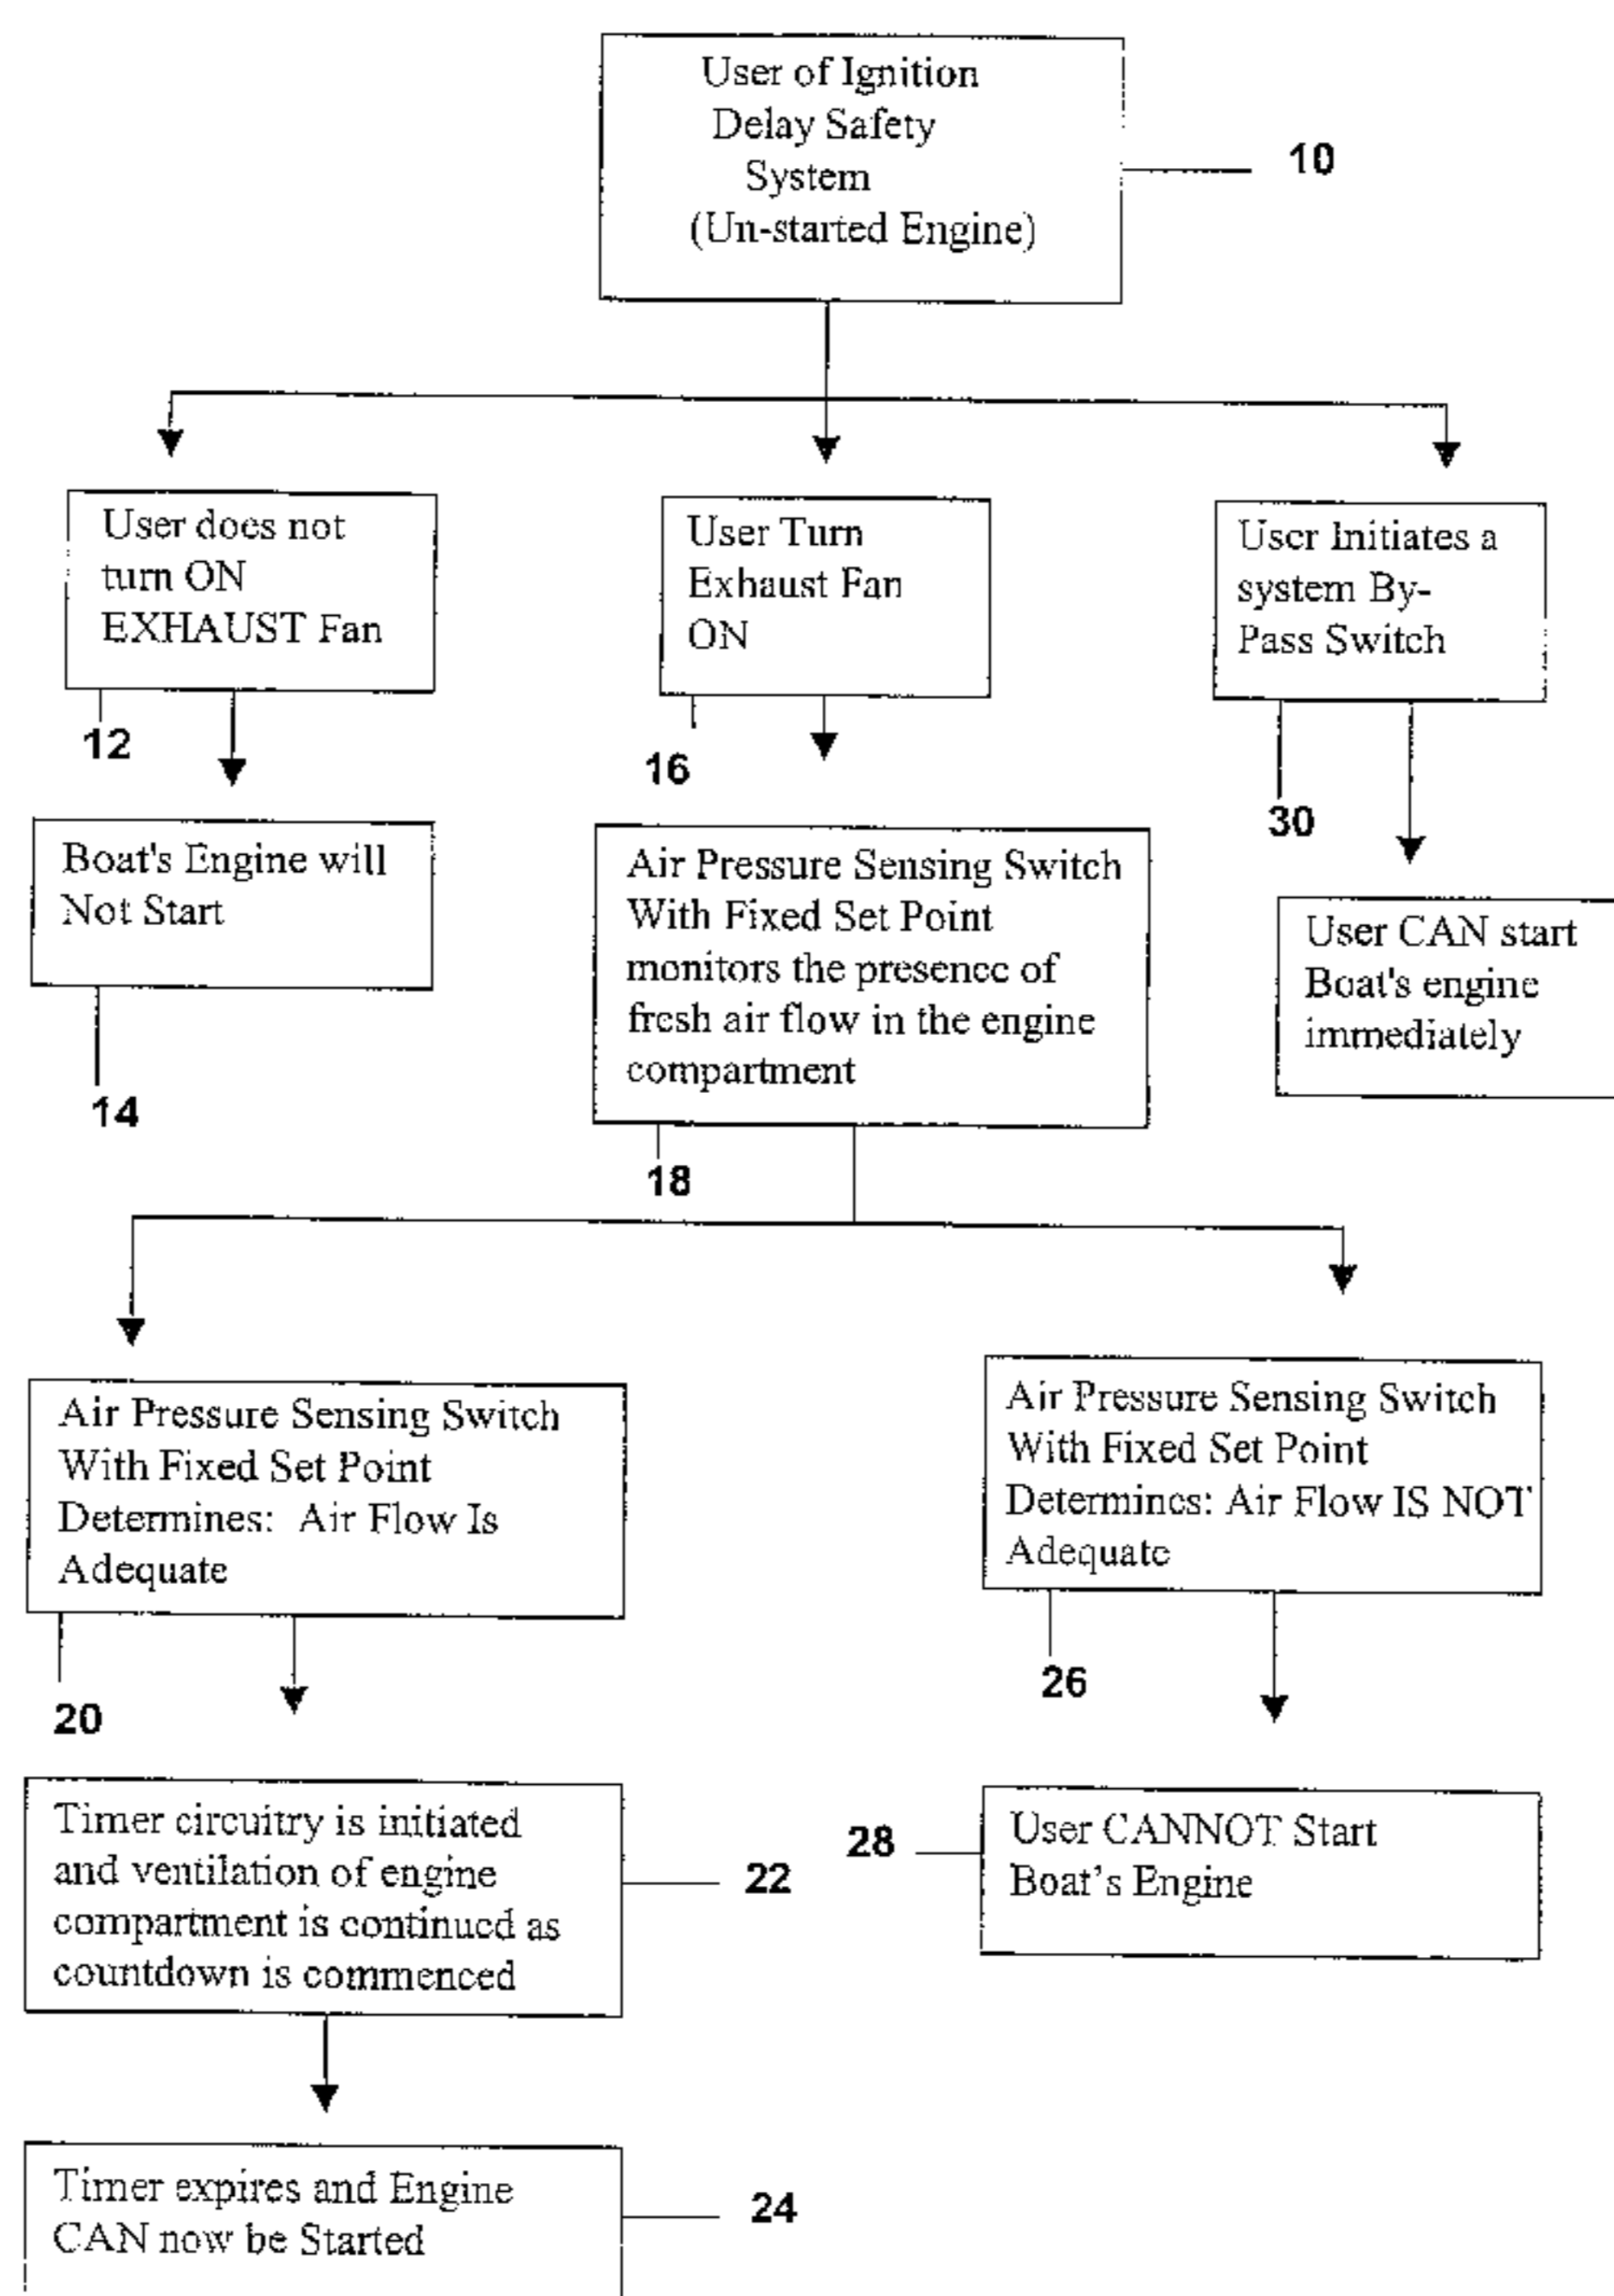 User of Ignition
Delay Safety
System
(Un-started Engine)
10
User does not
turn ON
EXHAUST Fan
12
User Turn
Exhaust Fan
ON
16
User Initiates a
system By-
Pass Switch
30
Boat's Engine will
Not Start
14
Air Pressure Sensing Switch
With Fixed Set Point
monitors the presence of
fresh air flow in the engine
compartment
18
User CAN start
Boat's engine
immediately
Air Pressure Sensing Switch
With Fixed Set Point
Determines: Air Flow Is
Adequate
20
Air Pressure Sensing Switch
With Fixed Set Point
Determines: Air Flow IS NOT
Adequate
26
Timer circuitry is initiated
and ventilation of engine
compartment is continued as
countdown is commenced
22
28
User CANNOT Start
Boat's Engine
Timer expires and Engine
CAN now be Started
24